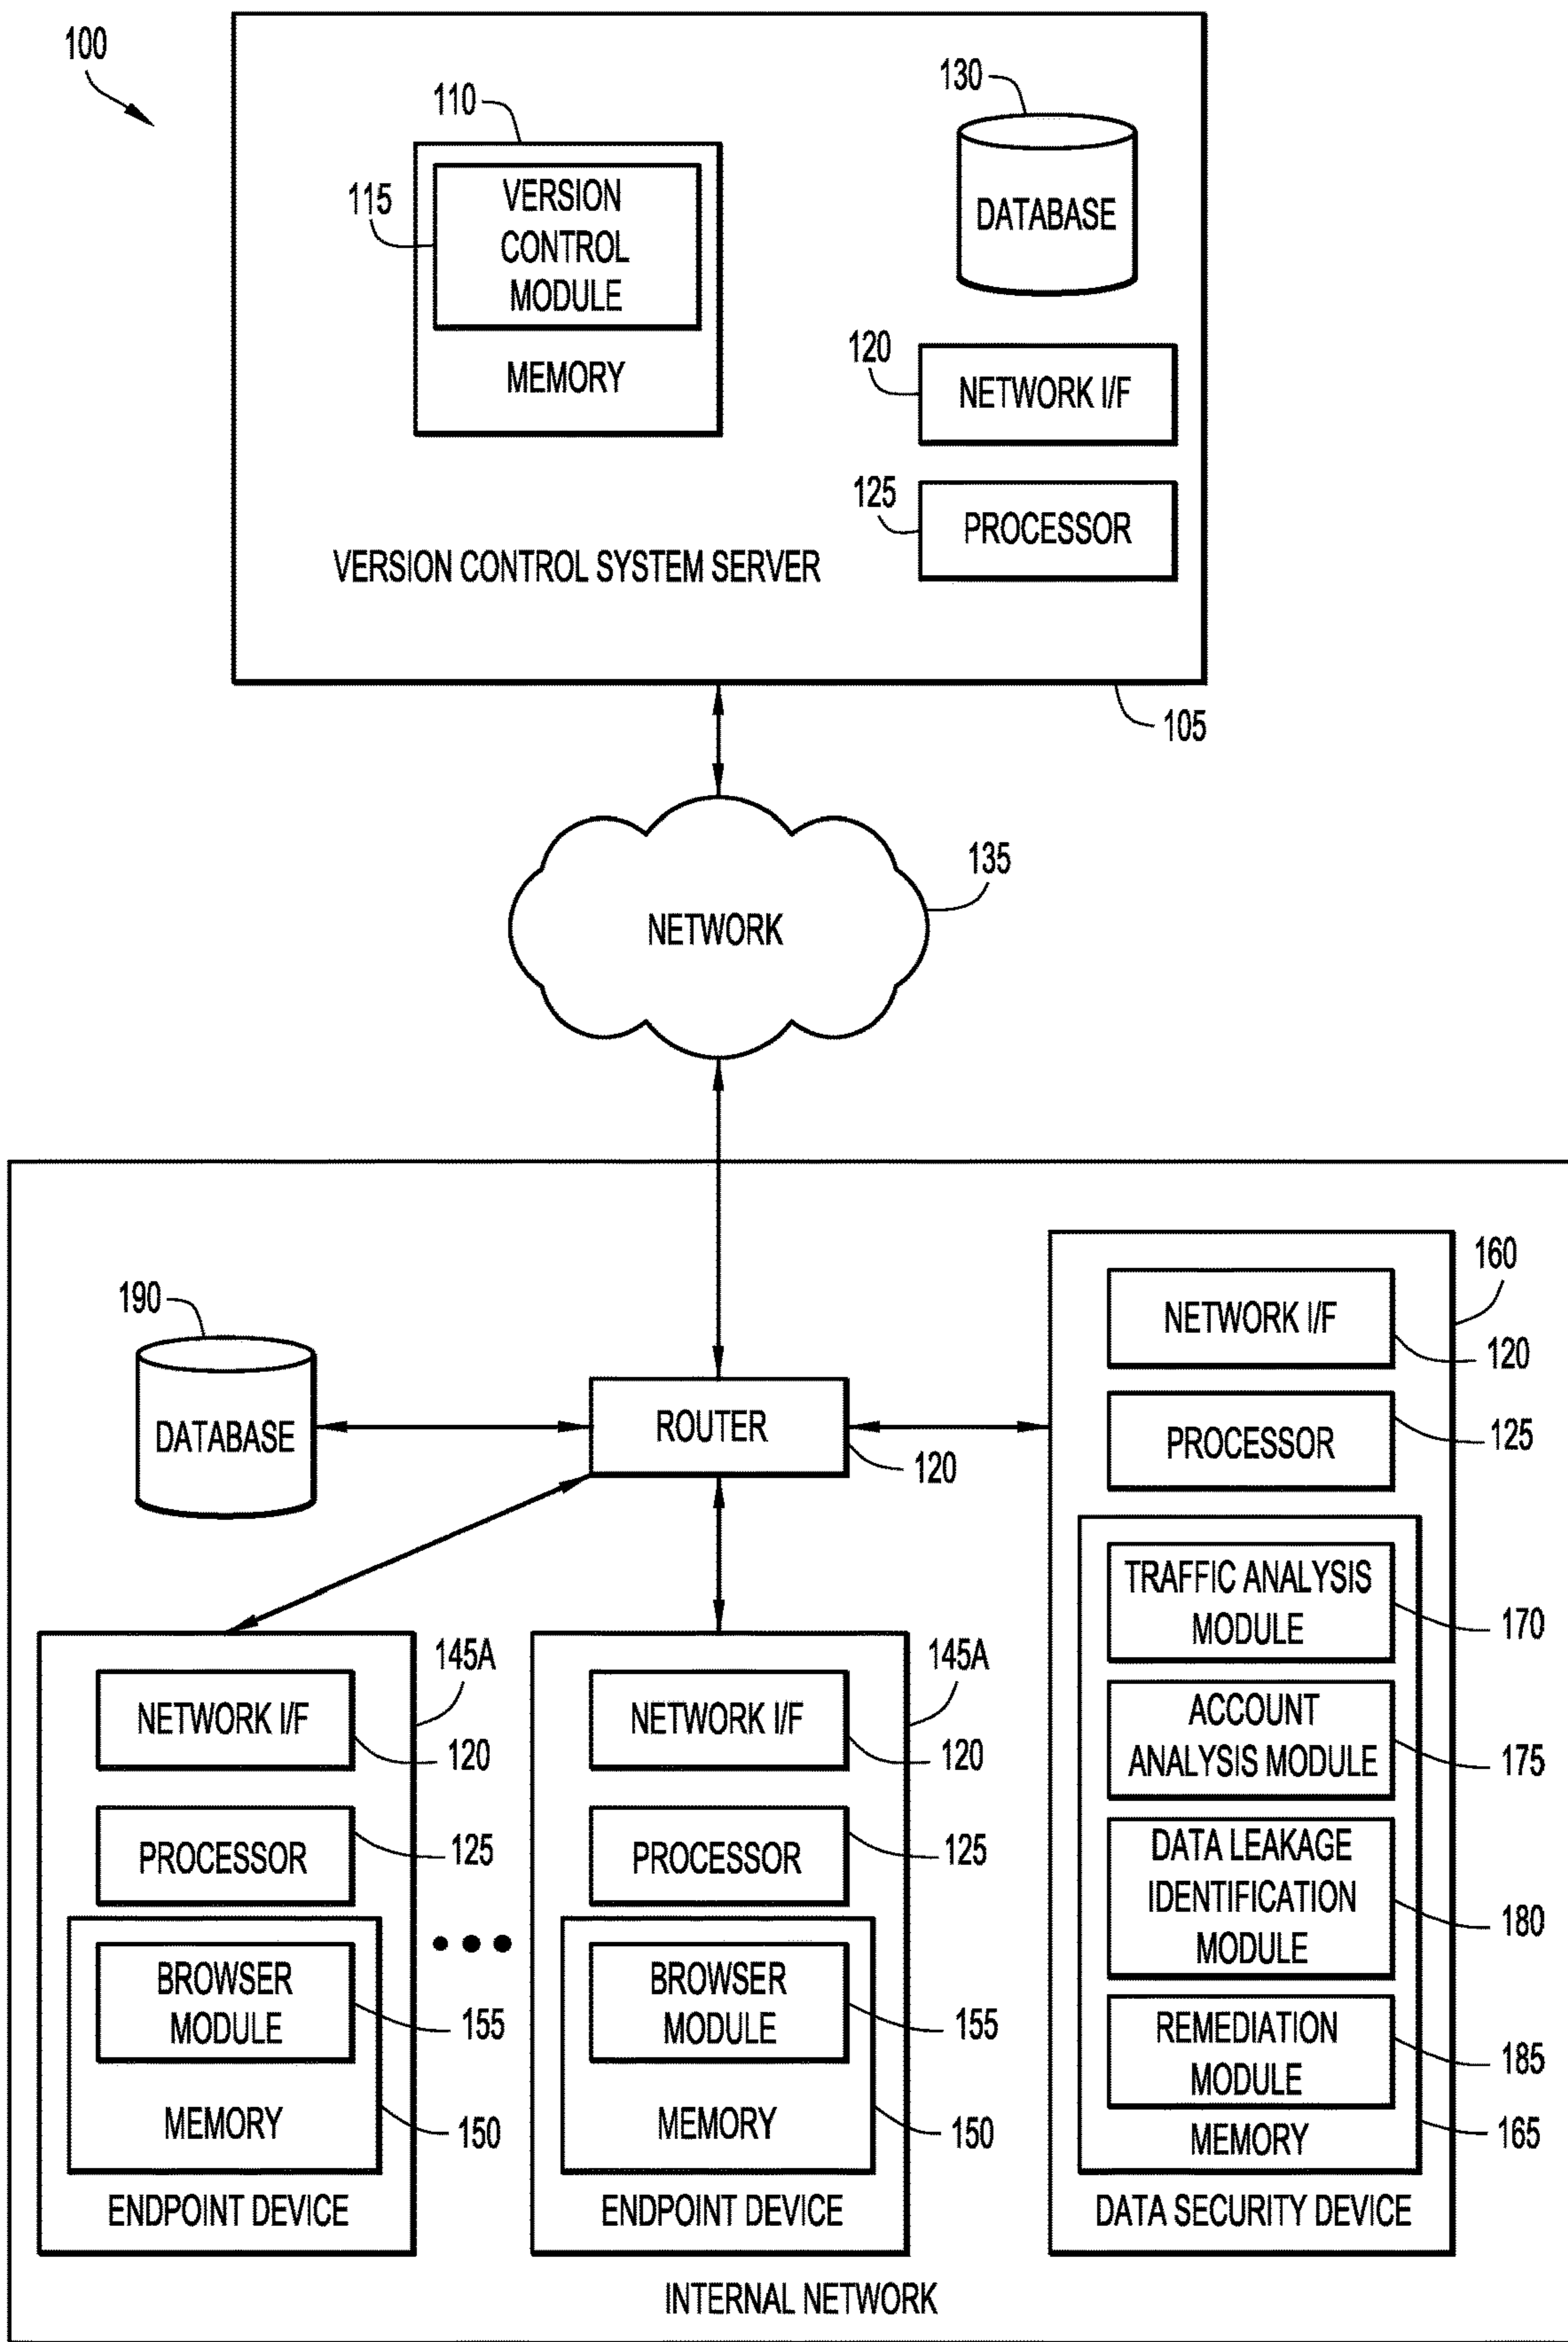 100
110
130
115
VERSION
CONTROL
MODULE
DATABASE
MEMORY
120
NETWORK I/F
125
PROCESSOR
VERSION CONTROL SYSTEM SERVER
105
135
NETWORK
160
190
NETWORK I/F
120
DATABASE
ROUTER
120
PROCESSOR
125
TRAFFIC ANALYSIS
MODULE
170
145A
145A
NETWORK I/F
120
NETWORK I/F
120
ACCOUNT
ANALYSIS MODULE
175
PROCESSOR
125
PROCESSOR
125
DATA LEAKAGE
IDENTIFICATION
MODULE
180
BROWSER
MODULE
155
BROWSER
MODULE
155
REMEDIATION
MODULE
185
MEMORY
150
MEMORY
150
MEMORY
165
ENDPOINT DEVICE
ENDPOINT DEVICE
DATA SECURITY DEVICE
INTERNAL NETWORK